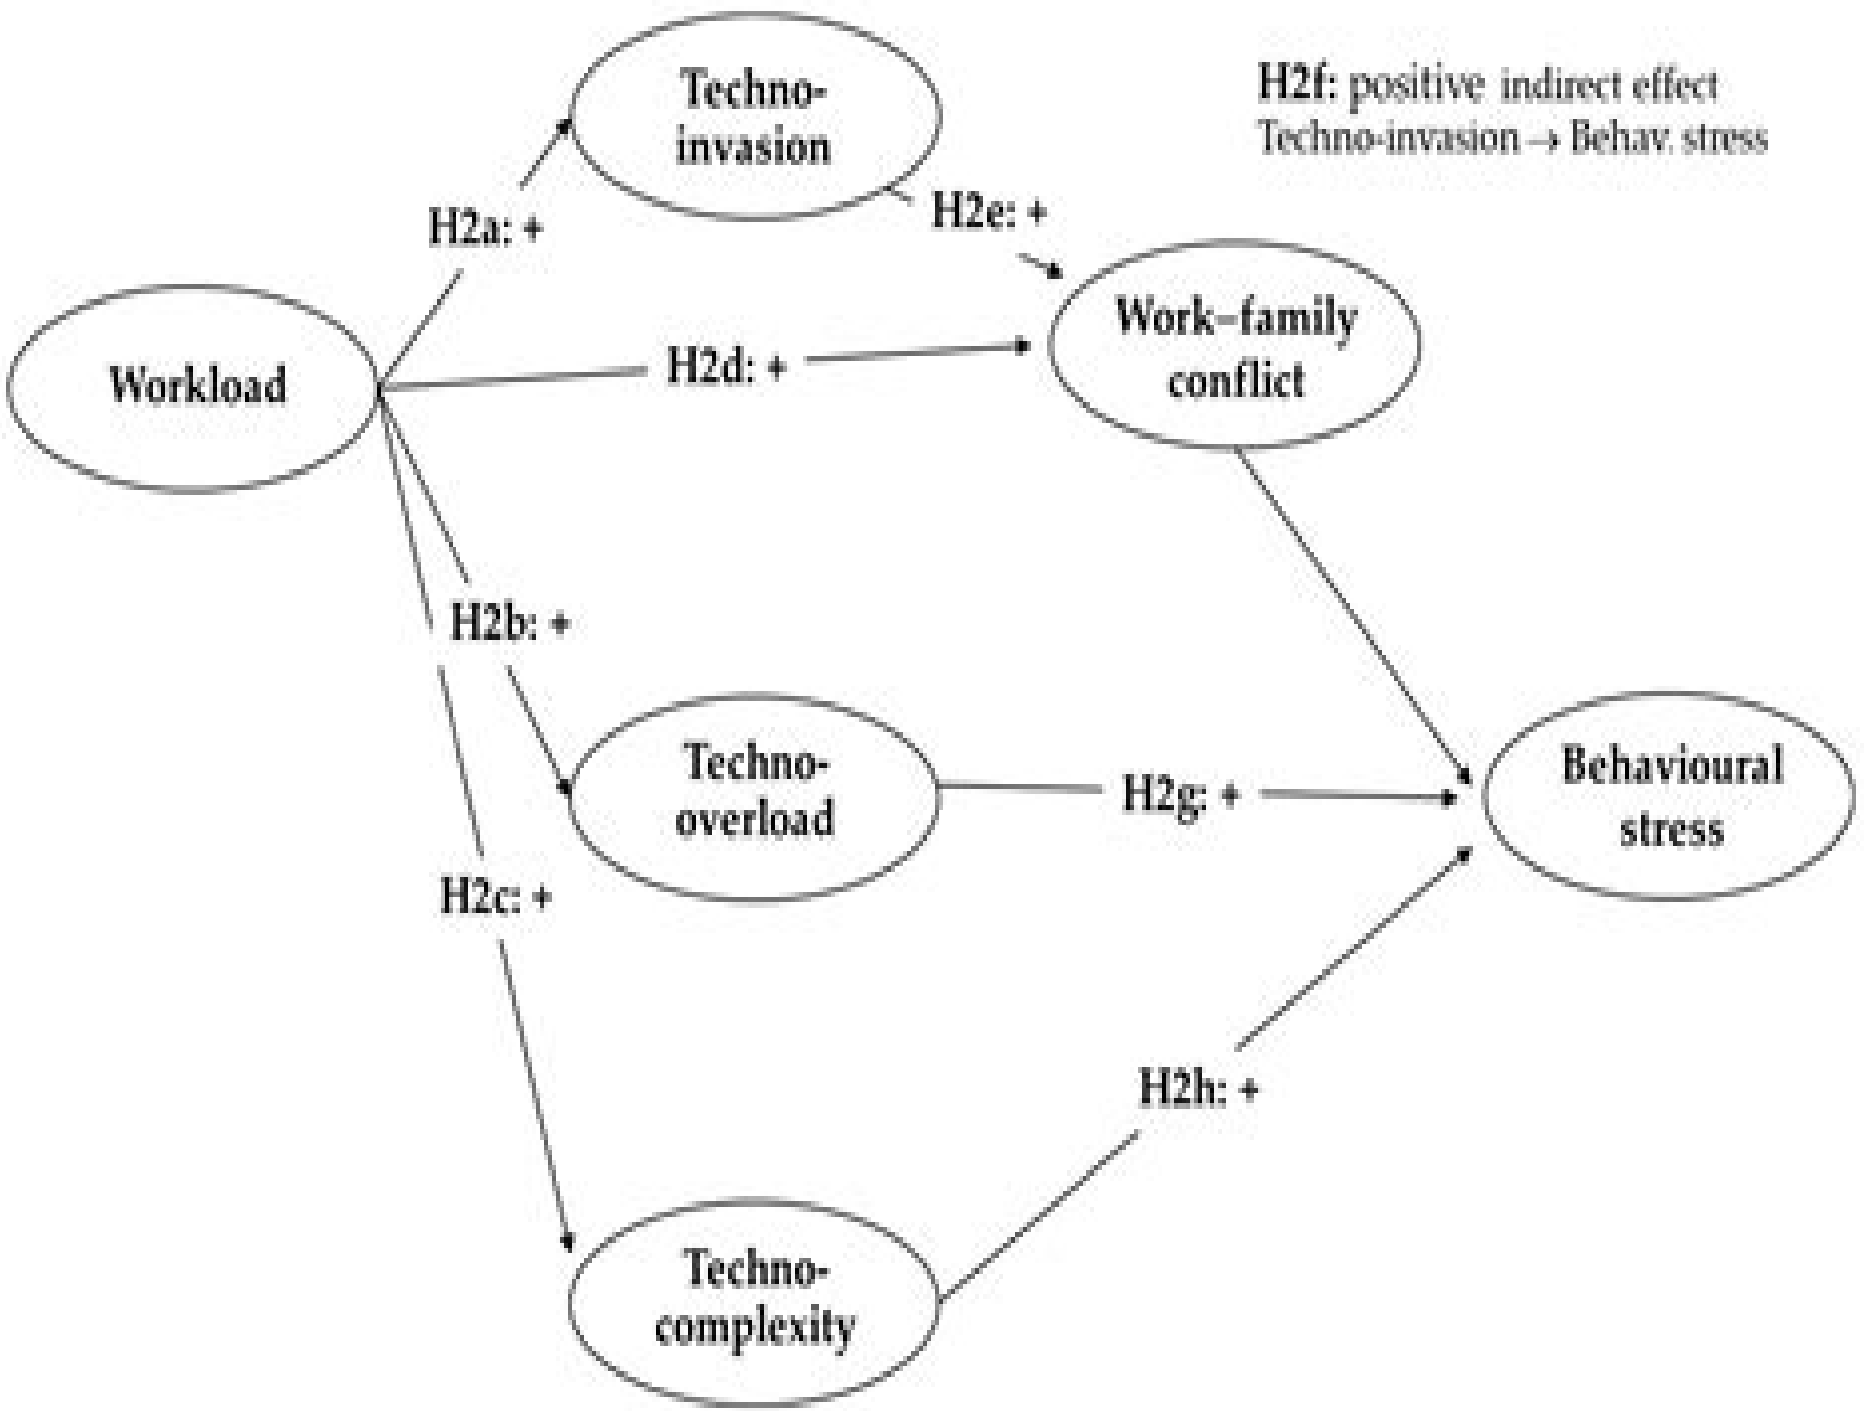 Techno-
invasion
H2f: positive indirect effect
Techno-invasion → Behav. stress
H2a: +
H2e: +
Workload
H2d: +
Work–family
conflict
H2b: +
Techno-
overload
H2g: +
Behavioural
stress
H2c: +
H2h: +
Techno-
complexity